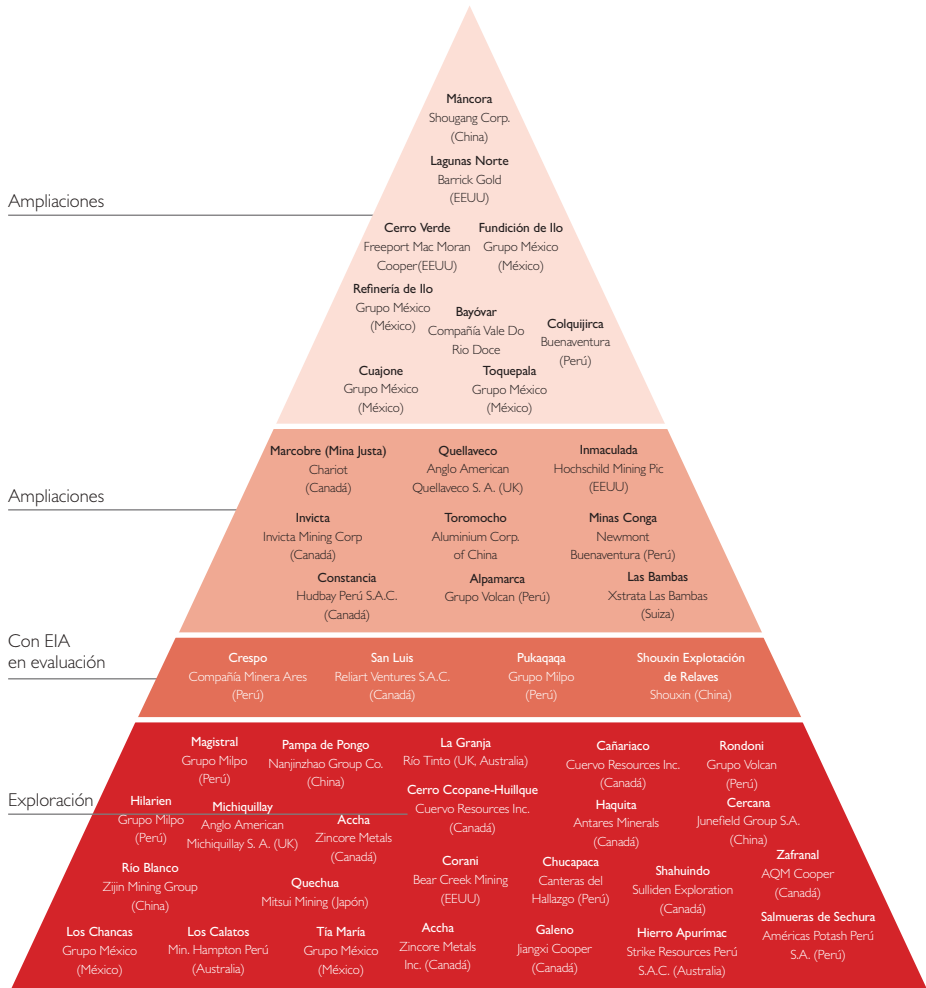 Máncora
Shougang Corp.
(China)
Lagunas Norte
Barrick Gold
(EEUU)
Ampliaciones
Cerro Verde
Freeport Mac Moran
Cooper(EEUU)
Fundición de Ilo
Grupo México
(México)
Refinería de Ilo
Grupo México
(México)
Bayóvar
Compañía Vale Do
Rio Doce
Colquijirca
Buenaventura
(Perú)
Cuajone
Grupo México
(México)
Toquepala
Grupo México
(México)
Ampliaciones
Marcobre (Mina Justa)
Chariot
(Canadá)
Quellaveco
Anglo American
Quellaveco S. A. (UK)
Inmaculada
Hochschild Mining Pic
(EEUU)
Invicta
Invicta Mining Corp
(Canadá)
Toromocho
Aluminium Corp.
of China
Minas Conga
Newmont
Buenaventura (Perú)
Constancia
Hudbay Perú S.A.C.
(Canadá)
Alpamarca
Grupo Volcan (Perú)
Las Bambas
Xstrata Las Bambas
(Suiza)
Con EIA
en evaluación
Crespo
Compañía Minera Ares
(Perú)
San Luis
Reliart Ventures S.A.C.
(Canadá)
Pukaqaqa
Grupo Milpo
(Perú)
Shouxin Explotación
de Relaves
Shouxin (China)
Exploración
Magistral
Grupo Milpo
(Perú)
Pampa de Pongo
Nanjinzhao Group Co.
(China)
La Granja
Río Tinto (UK, Australia)
Cañariaco
Cuervo Resources Inc.
(Canadá)
Rondoni
Grupo Volcan
(Perú)
Hilarien
Grupo Milpo
(Perú)
Michiquillay
Anglo American
Michiquillay S. A. (UK)
Accha
Zincore Metals
(Canadá)
Cerro Ccopane-Huillque
Cuervo Resources Inc.
(Canadá)
Haquita
Antares Minerals
(Canadá)
Cercana
Junefield Group S.A.
(China)
Río Blanco
Zijin Mining Group
(China)
Quechua
Mitsui Mining (Japón)
Corani
Bear Creek Mining
(EEUU)
Chucapaca
Canteras del
Hallazgo (Perú)
Shahuindo
Sulliden Exploration
(Canadá)
Zafranal
AQM Cooper
(Canadá)
Los Chancas
Grupo México
(México)
Los Calatos
Min. Hampton Perú
(Australia)
Tía María
Grupo México
(México)
Accha
Zincore Metals
Inc. (Canadá)
Galeno
Jiangxi Cooper
(Canadá)
Hierro Apurímac
Strike Resources Perú
S.A.C. (Australia)
Salmueras de Sechura
Américas Potash Perú
S.A. (Perú)